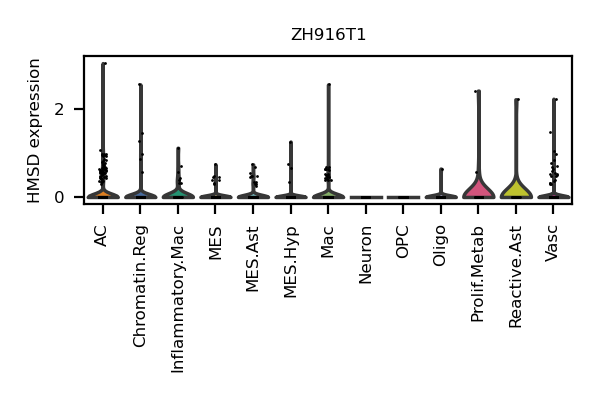 ZH916T1
HMSD expression
2
0
AC
Chromatin.Reg
Inflammatory.Mac
MES
MES.Ast
MES.Hyp
Mac
Neuron
OPC
Oligo
Prolif.Metab
Reactive.Ast
Vasc